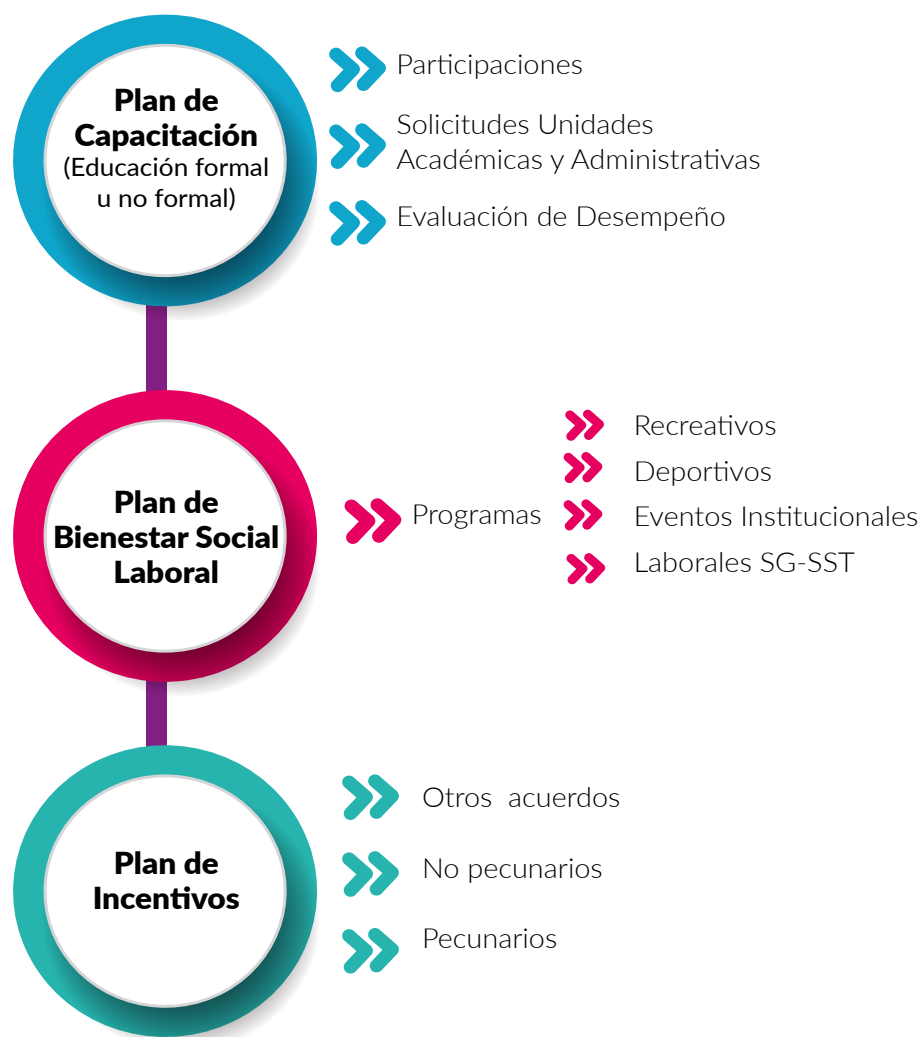 Plan de
Capacitación
(Educación formal
u no formal)
Participaciones
Solicitudes Unidades
Académicas y Administrativas
Evaluación de Desempeño
Plan de
Bienestar Social
Laboral
Programas
Recreativos
Deportivos
Eventos Institucionales
Laborales SG-SST
Plan de
Incentivos
Otros acuerdos
No pecunarios
Pecunarios